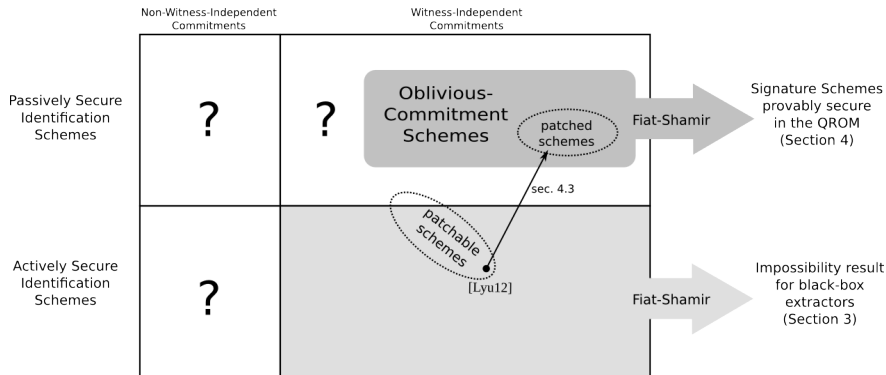 Non-Witness-Independent
Commitments
Witness-Independent
Commitments
Passively Secure
Identification
Schemes
?
?
Oblivious-
Commitment
Schemes
patched
schemes
Fiat-Shamir
Signature Schemes
provably secure
in the QROM
(Section 4)
sec. 4.3
patchable
schemes
[Lyu12]
Actively Secure
Identification
Schemes
?
Fiat-Shamir
Impossibility result
for black-box
extractors
(Section 3)